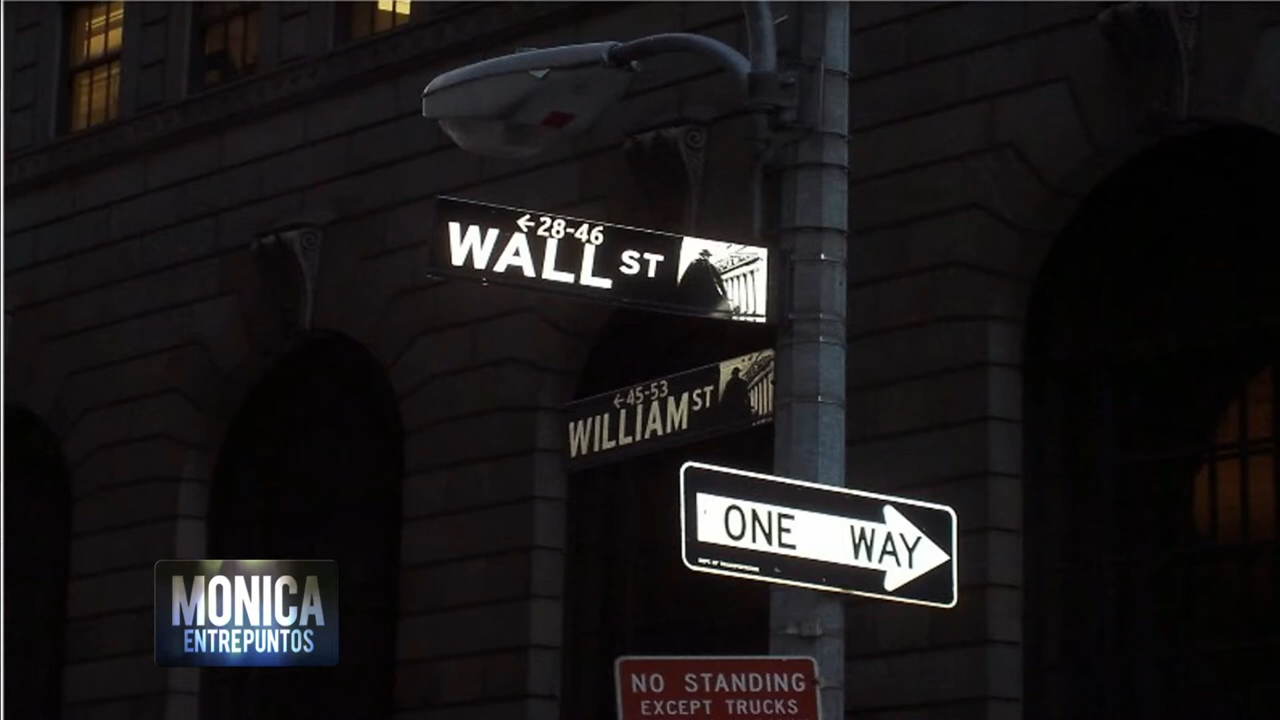 ←28-46
WALL ST
←45-53
WILLIAM ST
ONE WAY
MONICA
ENTREPUNTOS
NO STANDING
EXCEPT TRUCKS